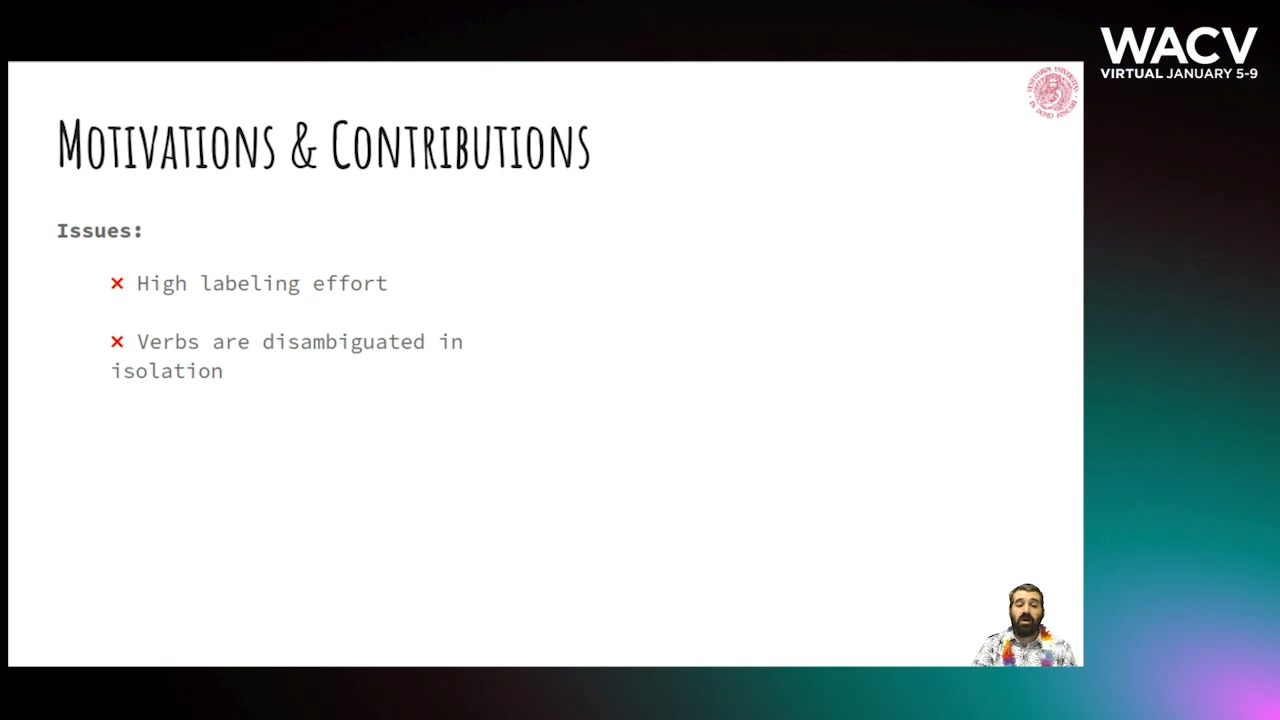 WACV
VIRTUAL JANUARY 5-9
MOTIVATIONS & CONTRIBUTIONS
Issues:
× High labeling effort
× Verbs are disambiguated in
isolation